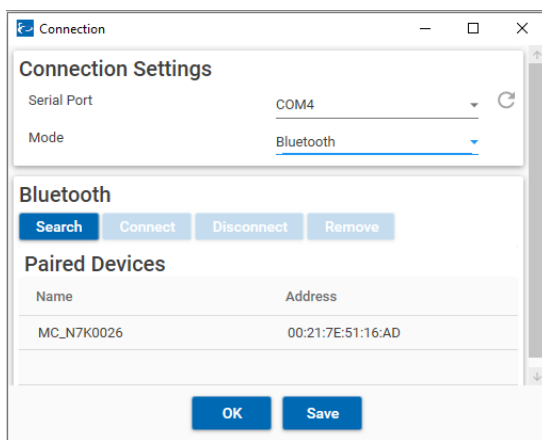 Connection
Connection Settings
Serial Port COM4
Mode Bluetooth
Bluetooth
Search Connect Disconnect Remove
Paired Devices
Name Address
MC_N7K0026 00:21:7E:51:16:AD
OK Save